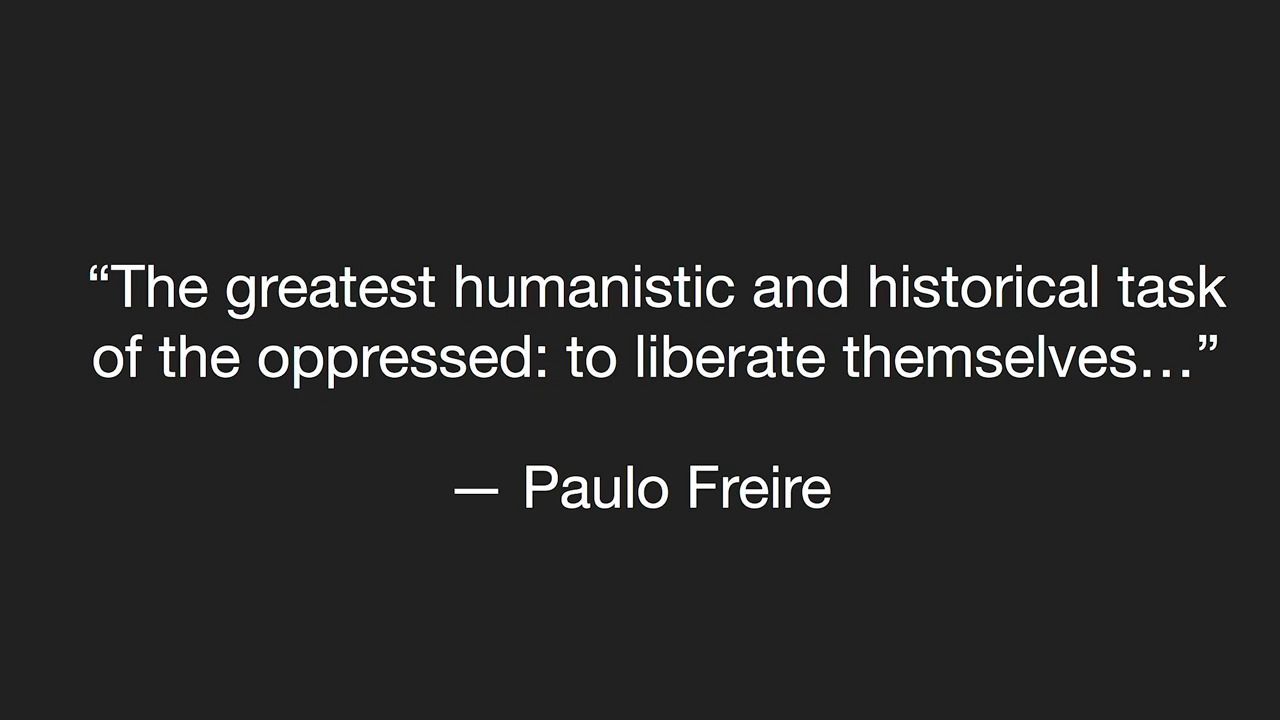 “The greatest humanistic and historical task
of the oppressed: to liberate themselves…”
— Paulo Freire